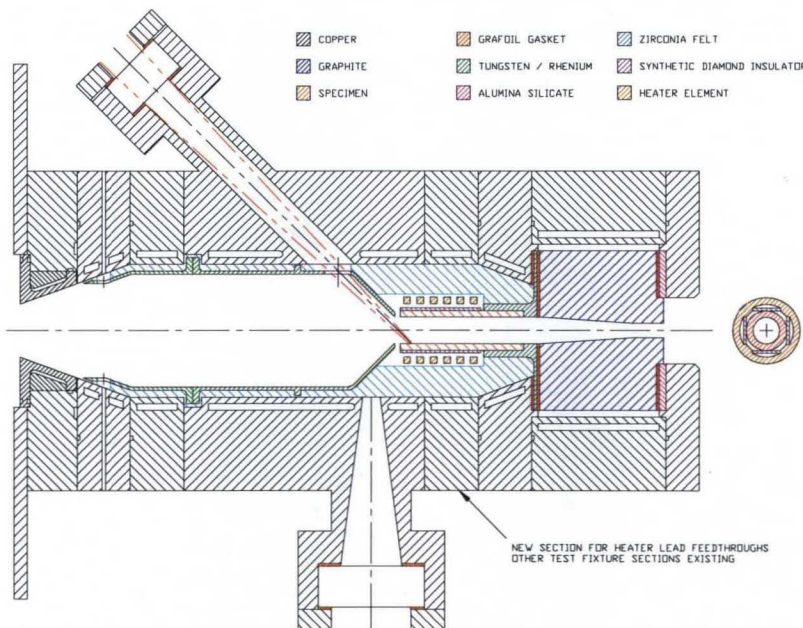 COPPER
GRAPHITE
SPECIMEN
GRAFOIL GASKET
TUNGSTEN / RHENIUM
ALUMINA SILICATE
ZIRCONIA FELT
SYNTHETIC DIAMOND INSULATOR
HEATER ELEMENT
NEW SECTION FOR HEATER LEAD FEEDTHROUGHS
OTHER TEST FIXTURE SECTIONS EXISTING